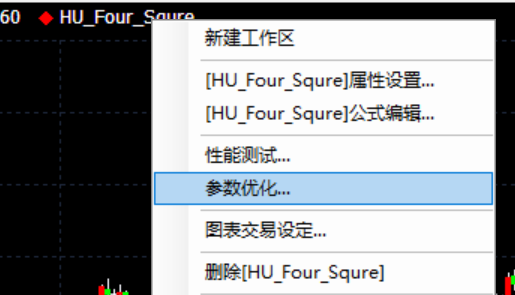 60 HU_Four_Squre
新建工作区
[HU_Four_Squre]属性设置...
[HU_Four_Squre]公式编辑...
性能测试...
参数优化...
图表交易设定...
删除[HU_Four_Squre]